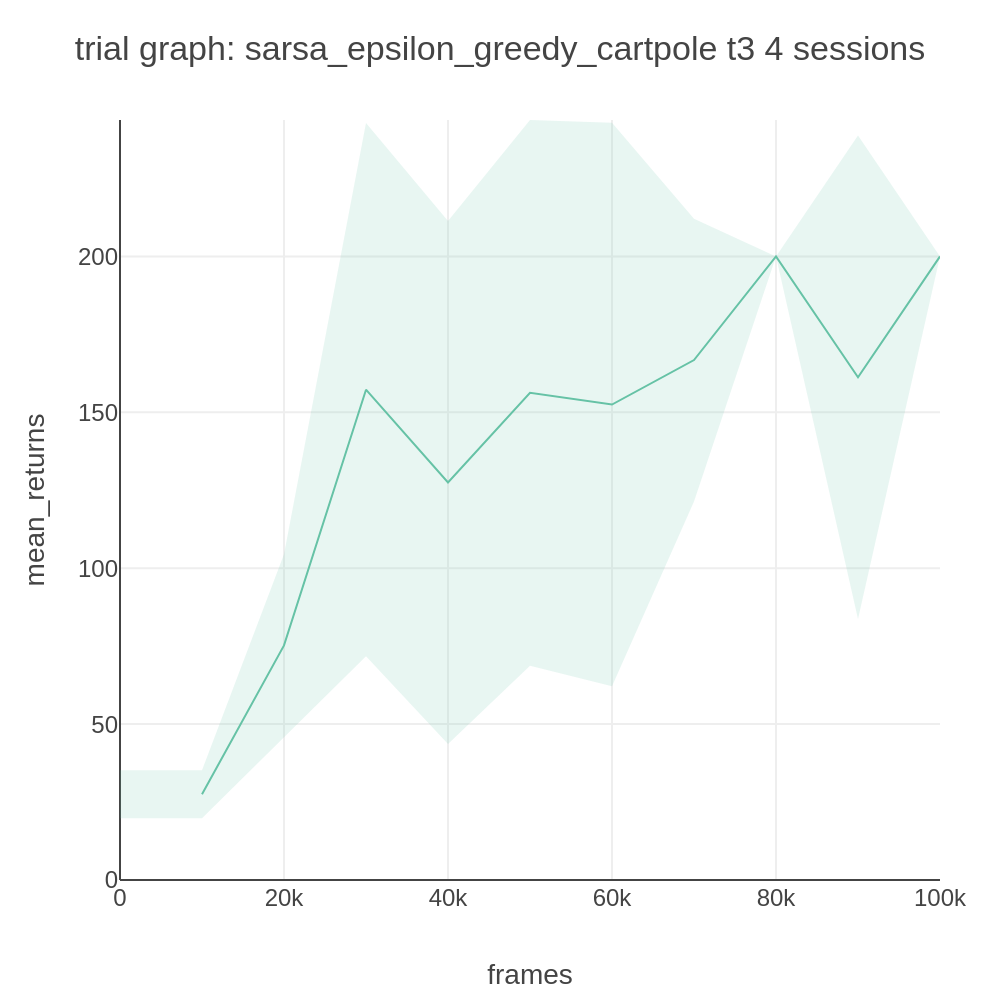 trial graph: sarsa_epsilon_greedy_cartpole t3 4 sessions
200
150
100
50
0
mean_returns
0 20k 40k 60k 80k 100k
frames